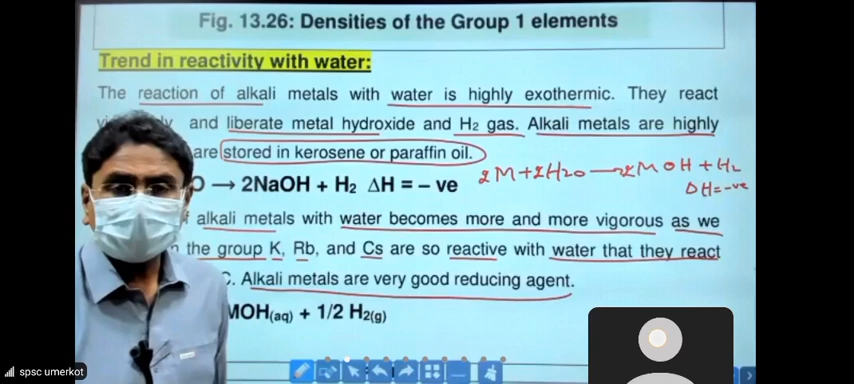 Fig. 13.26: Densities of the Group 1 elements
Trend in reactivity with water:
The reaction of alkali metals with water is highly exothermic. They react
and liberate metal hydroxide and H₂ gas. Alkali metals are highly
are stored in kerosene or paraffin oil.
2M + 2H2O → 2MOH + H2
ΔH = -ve
O → 2NaOH + H₂ ΔH = – ve
alkali metals with water becomes more and more vigorous as we
the group K, Rb, and Cs are so reactive with water that they react
C. Alkali metals are very good reducing agent.
MOH(aq) + 1/2 H₂(g)
spsc umerkot